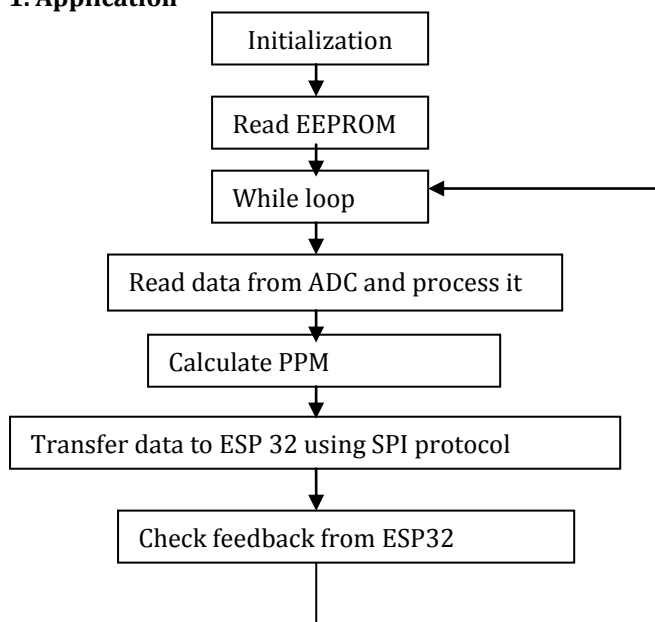 1. Application
Initialization
Read EEPROM
While loop
Read data from ADC and process it
Calculate PPM
Transfer data to ESP 32 using SPI protocol
Check feedback from ESP32